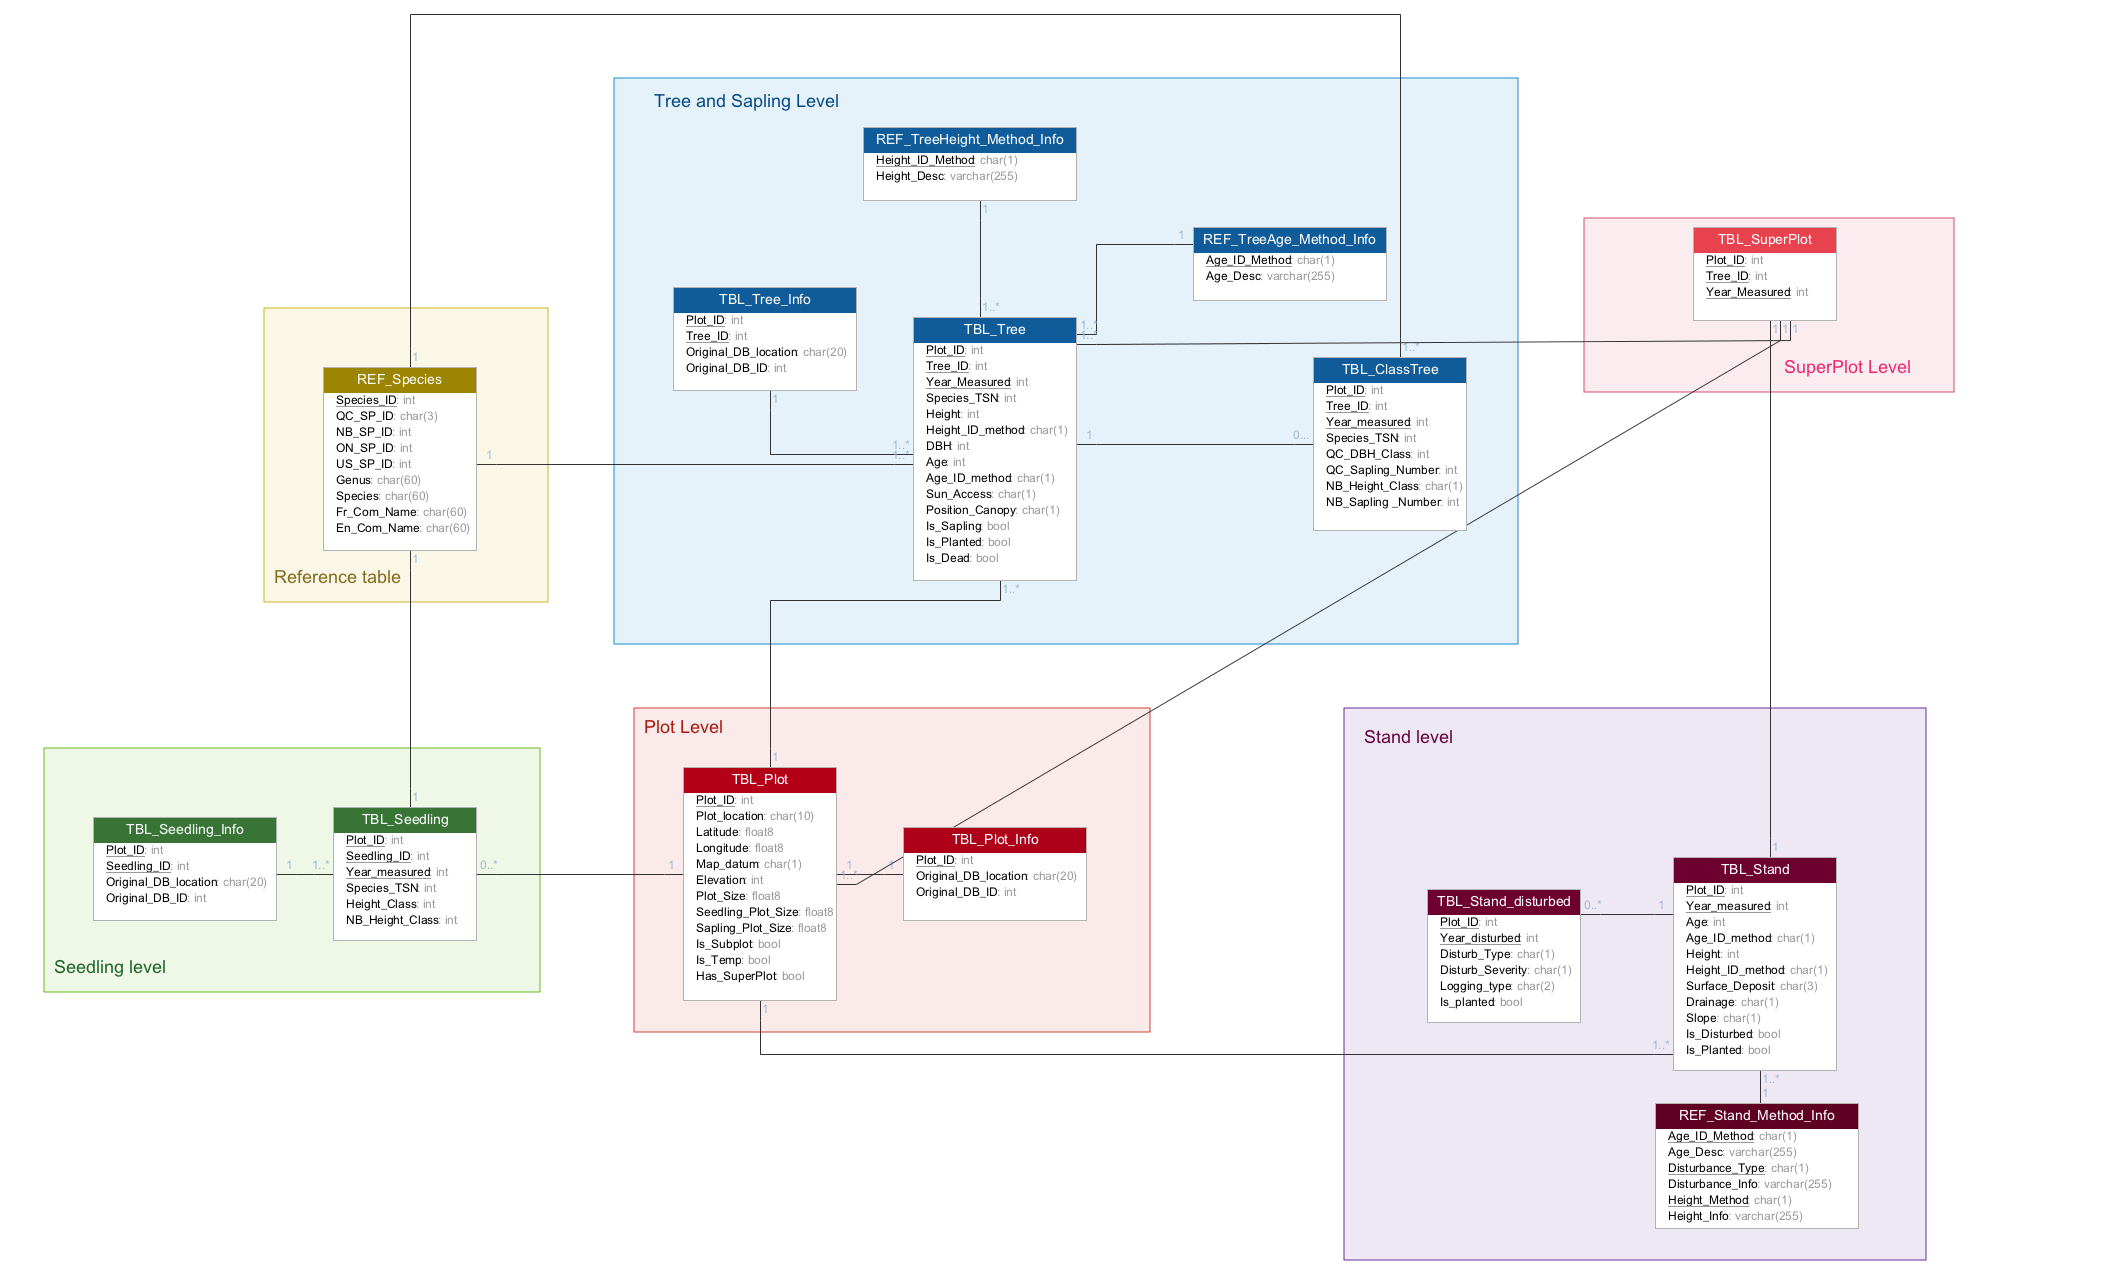 Tree and Sapling Level
REF_TreeHeight_Method_Info
Height_ID_Method: char(1)
Height_Desc: varchar(255)
1
1..*
REF_TreeAge_Method_Info
Age_ID_Method: char(1)
Age_Desc: varchar(255)
1
1..*
TBL_Tree_Info
Plot_ID: int
Tree_ID: int
Original_DB_location: char(20)
Original_DB_ID: int
1
1..*
TBL_Tree
Plot_ID: int
Tree_ID: int
Year_Measured: int
Species_TSN: int
Height: int
Height_ID_method: char(1)
DBH: int
Age: int
Age_ID_method: char(1)
Sun_Access: char(1)
Position_Canopy: char(1)
Is_Sapling: bool
Is_Planted: bool
Is_Dead: bool
1..*
1..*
1..*
1
0...
TBL_ClassTree
Plot_ID: int
Tree_ID: int
Year_measured: int
Species_TSN: int
QC_DBH_Class: int
QC_Sapling_Number: int
NB_Height_Class: char(1)
NB_Sapling _Number: int
1..*
TBL_SuperPlot
Plot_ID: int
Tree_ID: int
Year_Measured: int
1
1
1
SuperPlot Level
1
REF_Species
Species_ID: int
QC_SP_ID: char(3)
NB_SP_ID: int
ON_SP_ID: int
US_SP_ID: int
Genus: char(60)
Species: char(60)
Fr_Com_Name: char(60)
En_Com_Name: char(60)
1
1
Reference table
Plot Level
1
TBL_Plot
Plot_ID: int
Plot_location: char(10)
Latitude: float8
Longitude: float8
Map_datum: char(1)
Elevation: int
Plot_Size: float8
Seedling_Plot_Size: float8
Sapling_Plot_Size: float8
Is_Subplot: bool
Is_Temp: bool
Has_SuperPlot: bool
1
1
1..*
1
1
TBL_Plot_Info
Plot_ID: int
Original_DB_location: char(20)
Original_DB_ID: int
TBL_Seedling_Info
Plot_ID: int
Seedling_ID: int
Original_DB_location: char(20)
Original_DB_ID: int
1
1..*
1
TBL_Seedling
Plot_ID: int
Seedling_ID: int
Year_measured: int
Species_TSN: int
Height_Class: int
NB_Height_Class: int
0..*
Seedling level
Stand level
TBL_Stand_disturbed
Plot_ID: int
Year_disturbed: int
Disturb_Type: char(1)
Disturb_Severity: char(1)
Logging_type: char(2)
Is_planted: bool
0..*
1
1
TBL_Stand
Plot_ID: int
Year_measured: int
Age: int
Age_ID_method: char(1)
Height: int
Height_ID_method: char(1)
Surface_Deposit: char(3)
Drainage: char(1)
Slope: char(1)
Is_Disturbed: bool
Is_Planted: bool
1..*
1..*
1
REF_Stand_Method_Info
Age_ID_Method: char(1)
Age_Desc: varchar(255)
Disturbance_Type: char(1)
Disturbance_Info: varchar(255)
Height_Method: char(1)
Height_Info: varchar(255)